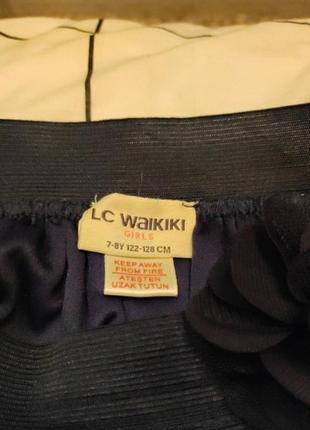 LC WAIKIKI
GIRLS
7-8Y 122-128 CM
KEEP AWAY
FROM FIRE
ATEŞTEN
UZAK TUTUN